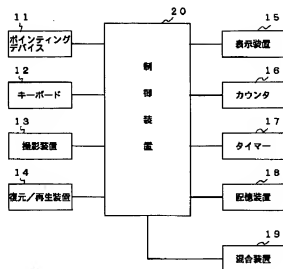 11
ポインティング
デバイス
12
キーボード
13
撮影装置
14
復元／再生装置
20
制御装置
15
表示装置
16
カウンタ
17
タイマー
18
記憶装置
19
混合装置